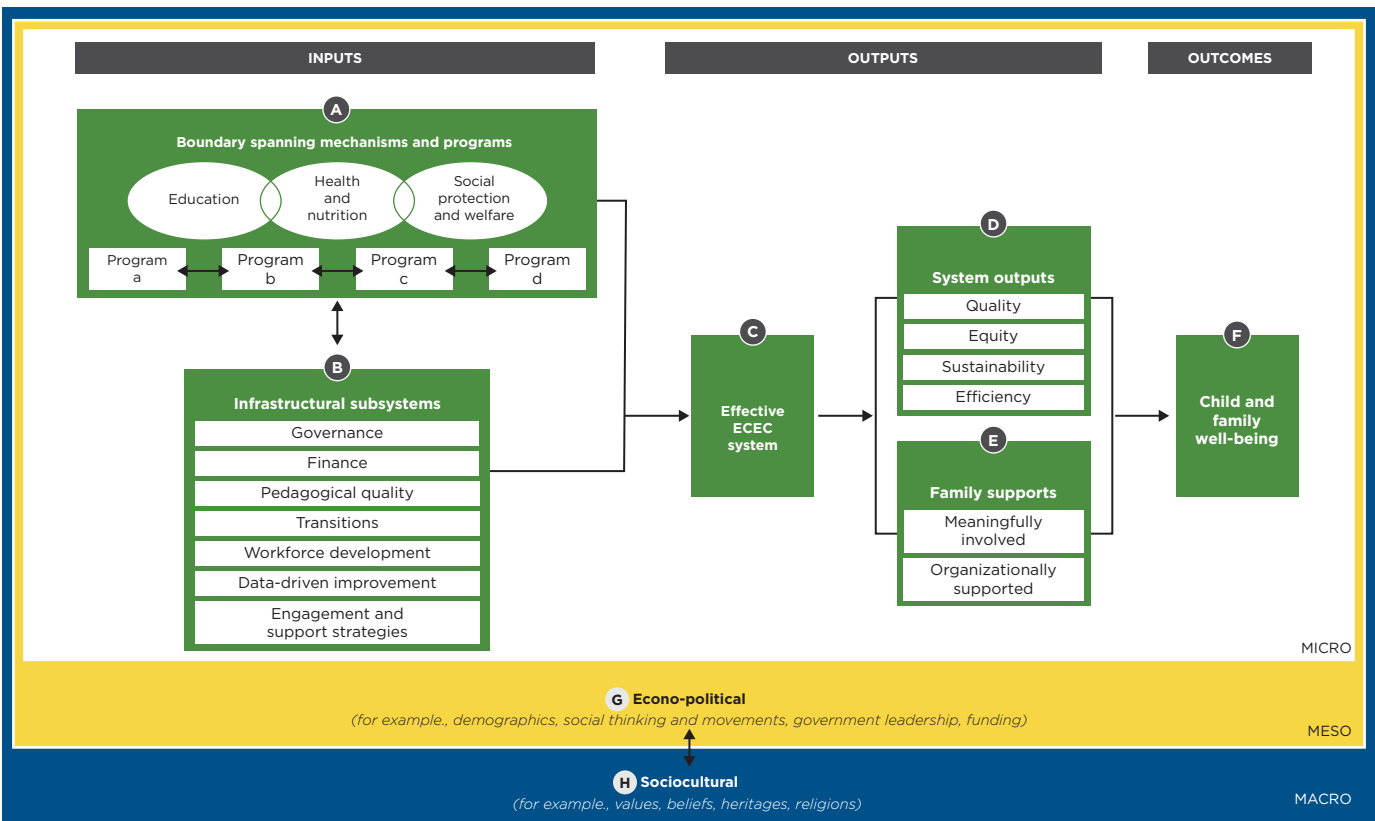 INPUTS
OUTPUTS
OUTCOMES
A
Boundary spanning mechanisms and programs
Education
Health
and
nutrition
Social
protection
and welfare
Program
a
Program
b
Program
c
Program
d
B
Infrastructural subsystems
Governance
Finance
Pedagogical quality
Transitions
Workforce development
Data-driven improvement
Engagement and
support strategies
C
Effective
ECEC
system
D
System outputs
Quality
Equity
Sustainability
Efficiency
E
Family supports
Meaningfully
involved
Organizationally
supported
F
Child and
family
well-being
MICRO
G Econo-political
(for example., demographics, social thinking and movements, government leadership, funding)
MESO
H Sociocultural
(for example., values, beliefs, heritages, religions)
MACRO